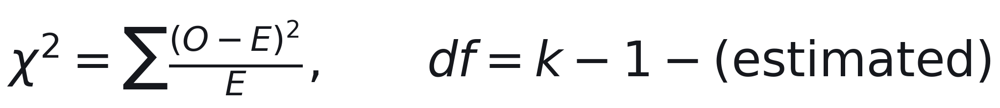 χ² = ∑ (O − E)² / E ,    df = k − 1 − (estimated)